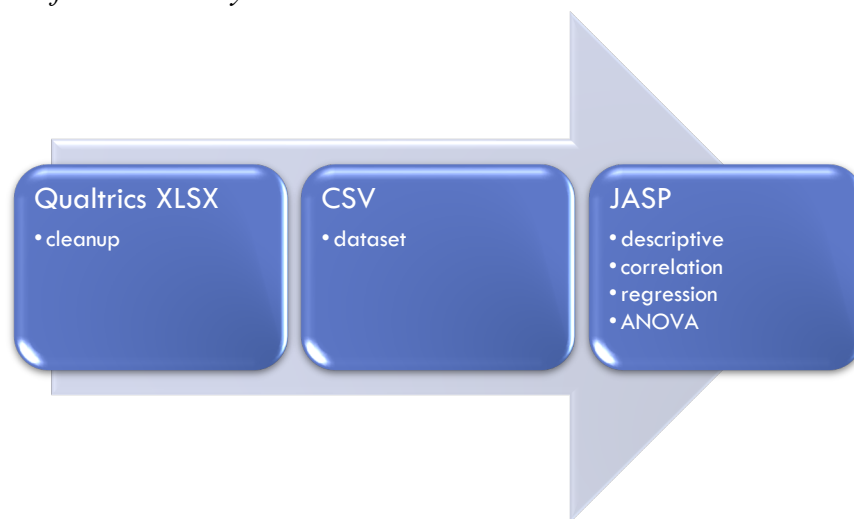 Qualtrics XLSX
• cleanup
CSV
• dataset
JASP
• descriptive
• correlation
• regression
• ANOVA